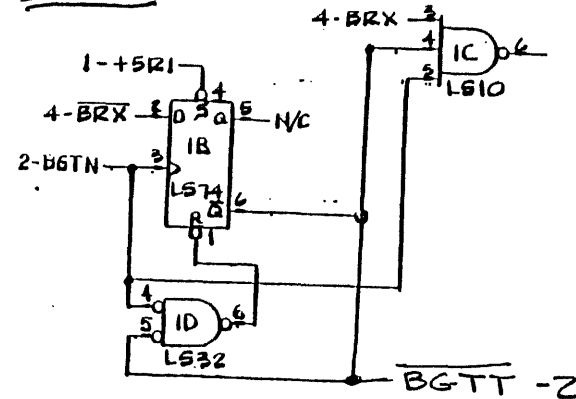 4-BRX 3
4
1C 6
5
LS10
1-+5R1
4
4-BRX 2 D S Q 5 N/C
1B
2-BGTN 3
LS74
Q 6
R
1
4
1D 6
5
LS32
BGTT -2